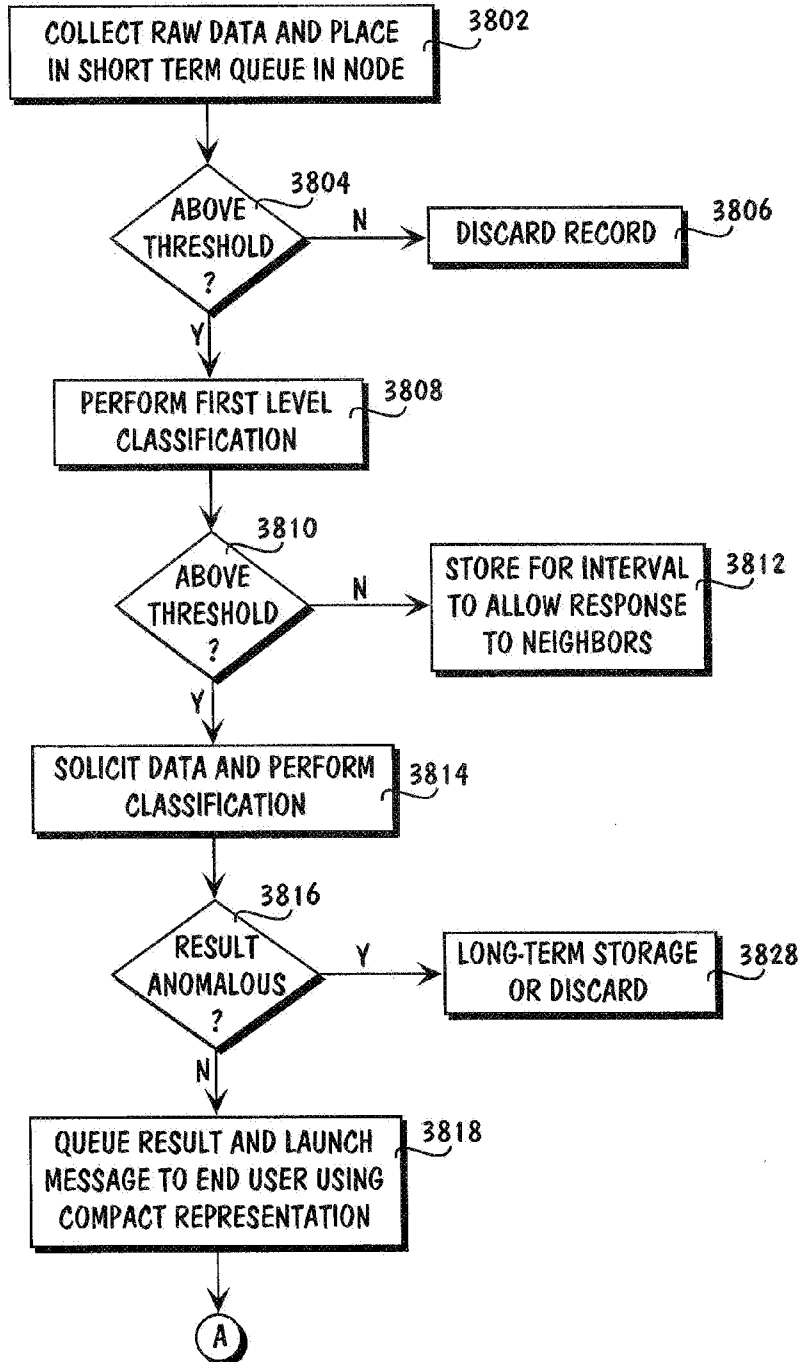 COLLECT RAW DATA AND PLACE
IN SHORT TERM QUEUE IN NODE
3802
3804
ABOVE
THRESHOLD
?
N
DISCARD RECORD
3806
Y
PERFORM FIRST LEVEL
CLASSIFICATION
3808
3810
ABOVE
THRESHOLD
?
N
STORE FOR INTERVAL
TO ALLOW RESPONSE
TO NEIGHBORS
3812
Y
SOLICIT DATA AND PERFORM
CLASSIFICATION
3814
3816
RESULT
ANOMALOUS
?
Y
LONG-TERM STORAGE
OR DISCARD
3828
N
QUEUE RESULT AND LAUNCH
MESSAGE TO END USER USING
COMPACT REPRESENTATION
3818
A